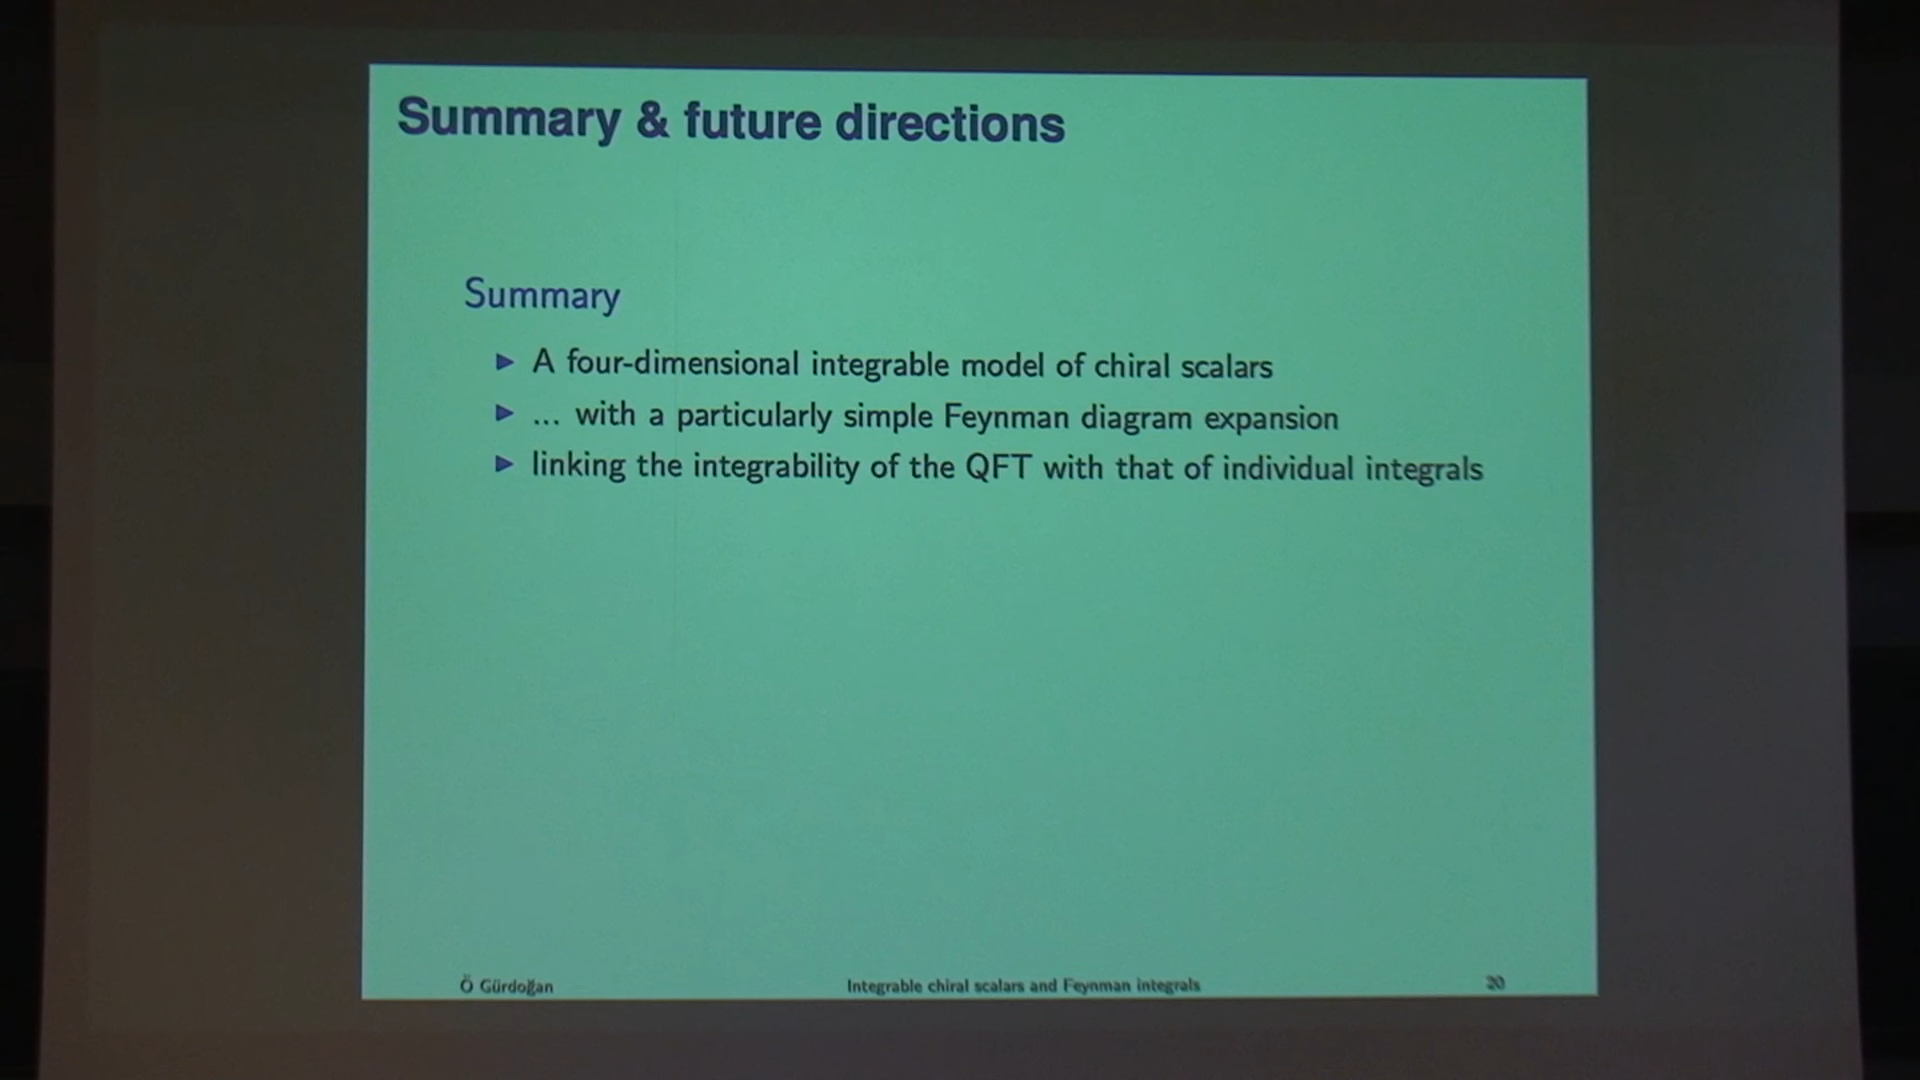 Summary & future directions
Summary
▶ A four-dimensional integrable model of chiral scalars
▶ ... with a particularly simple Feynman diagram expansion
▶ linking the integrability of the QFT with that of individual integrals
Ö Gürdoğan Integrable chiral scalars and Feynman integrals 20